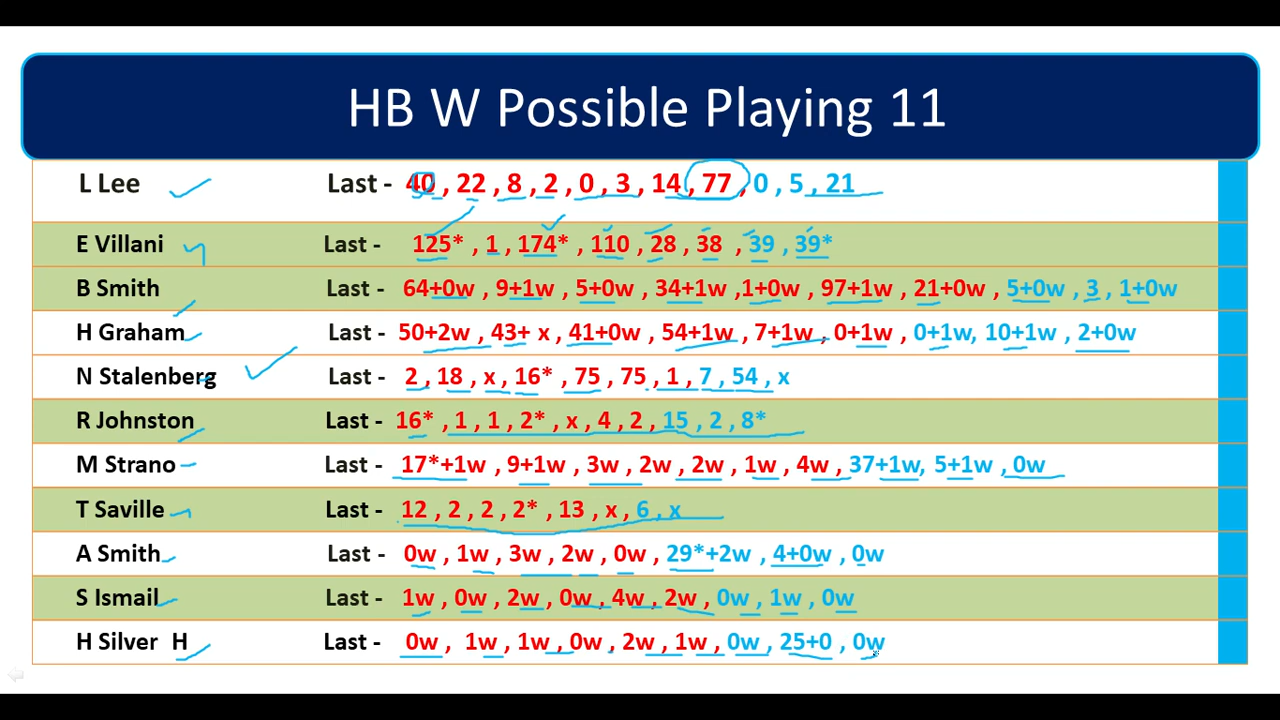 HB W Possible Playing 11
L Lee Last - 40 , 22 , 8 , 2 , 0 , 3 , 14 , 77 , 0 , 5 , 21
E Villani Last - 125* , 1 , 174* , 110 , 28 , 38 , 39 , 39*
B Smith Last - 64+0w , 9+1w , 5+0w , 34+1w ,1+0w , 97+1w , 21+0w , 5+0w , 3 , 1+0w
H Graham Last - 50+2w , 43+ x , 41+0w , 54+1w , 7+1w , 0+1w , 0+1w, 10+1w , 2+0w
N Stalenberg Last - 2 , 18 , x , 16* , 75 , 75 , 1 , 7 , 54 , x
R Johnston Last - 16* , 1 , 1 , 2* , x , 4 , 2 , 15 , 2 , 8*
M Strano Last - 17*+1w , 9+1w , 3w , 2w , 2w , 1w , 4w , 37+1w, 5+1w , 0w
T Saville Last - 12 , 2 , 2 , 2* , 13 , x , 6 , x
A Smith Last - 0w , 1w , 3w , 2w , 0w , 29*+2w , 4+0w , 0w
S Ismail Last - 1w , 0w , 2w , 0w , 4w , 2w , 0w , 1w , 0w
H Silver H Last - 0w , 1w , 1w , 0w , 2w , 1w , 0w , 25+0 , 0w